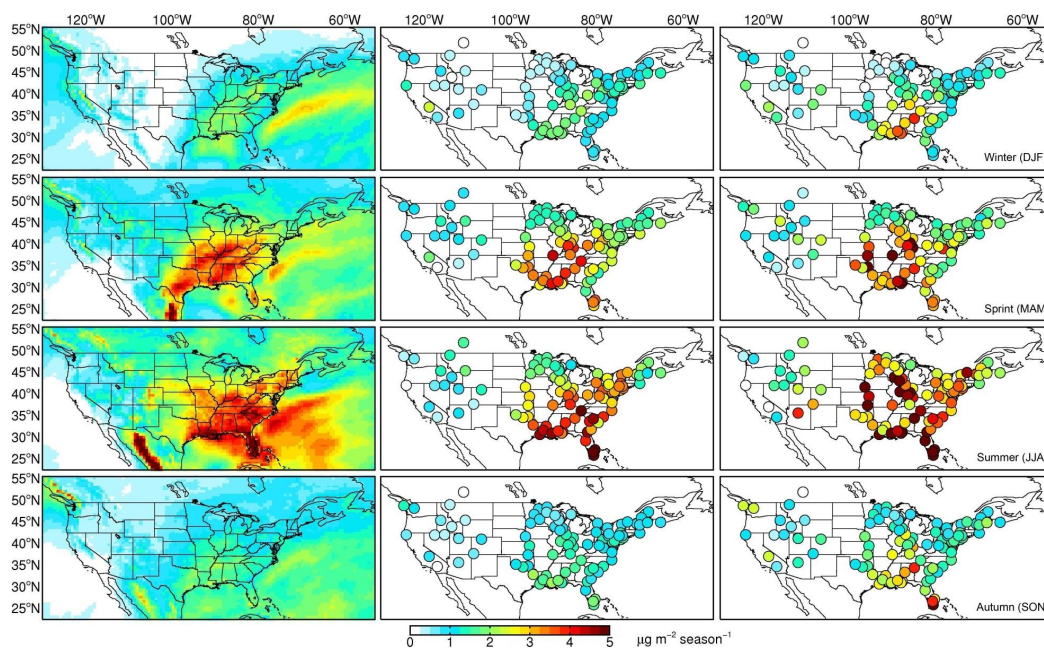 120°W 100°W 80°W 60°W 120°W 100°W 80°W 60°W 120°W 100°W 80°W 60°W
55°N
50°N
45°N
40°N
35°N
30°N
25°N
Winter (DJF
55°N
50°N
45°N
40°N
35°N
30°N
25°N
Sprint (MAM
55°N
50°N
45°N
40°N
35°N
30°N
25°N
Summer (JJA
55°N
50°N
45°N
40°N
35°N
30°N
25°N
Autumn (SON
0 1 2 3 4 5 μg m⁻² season⁻¹